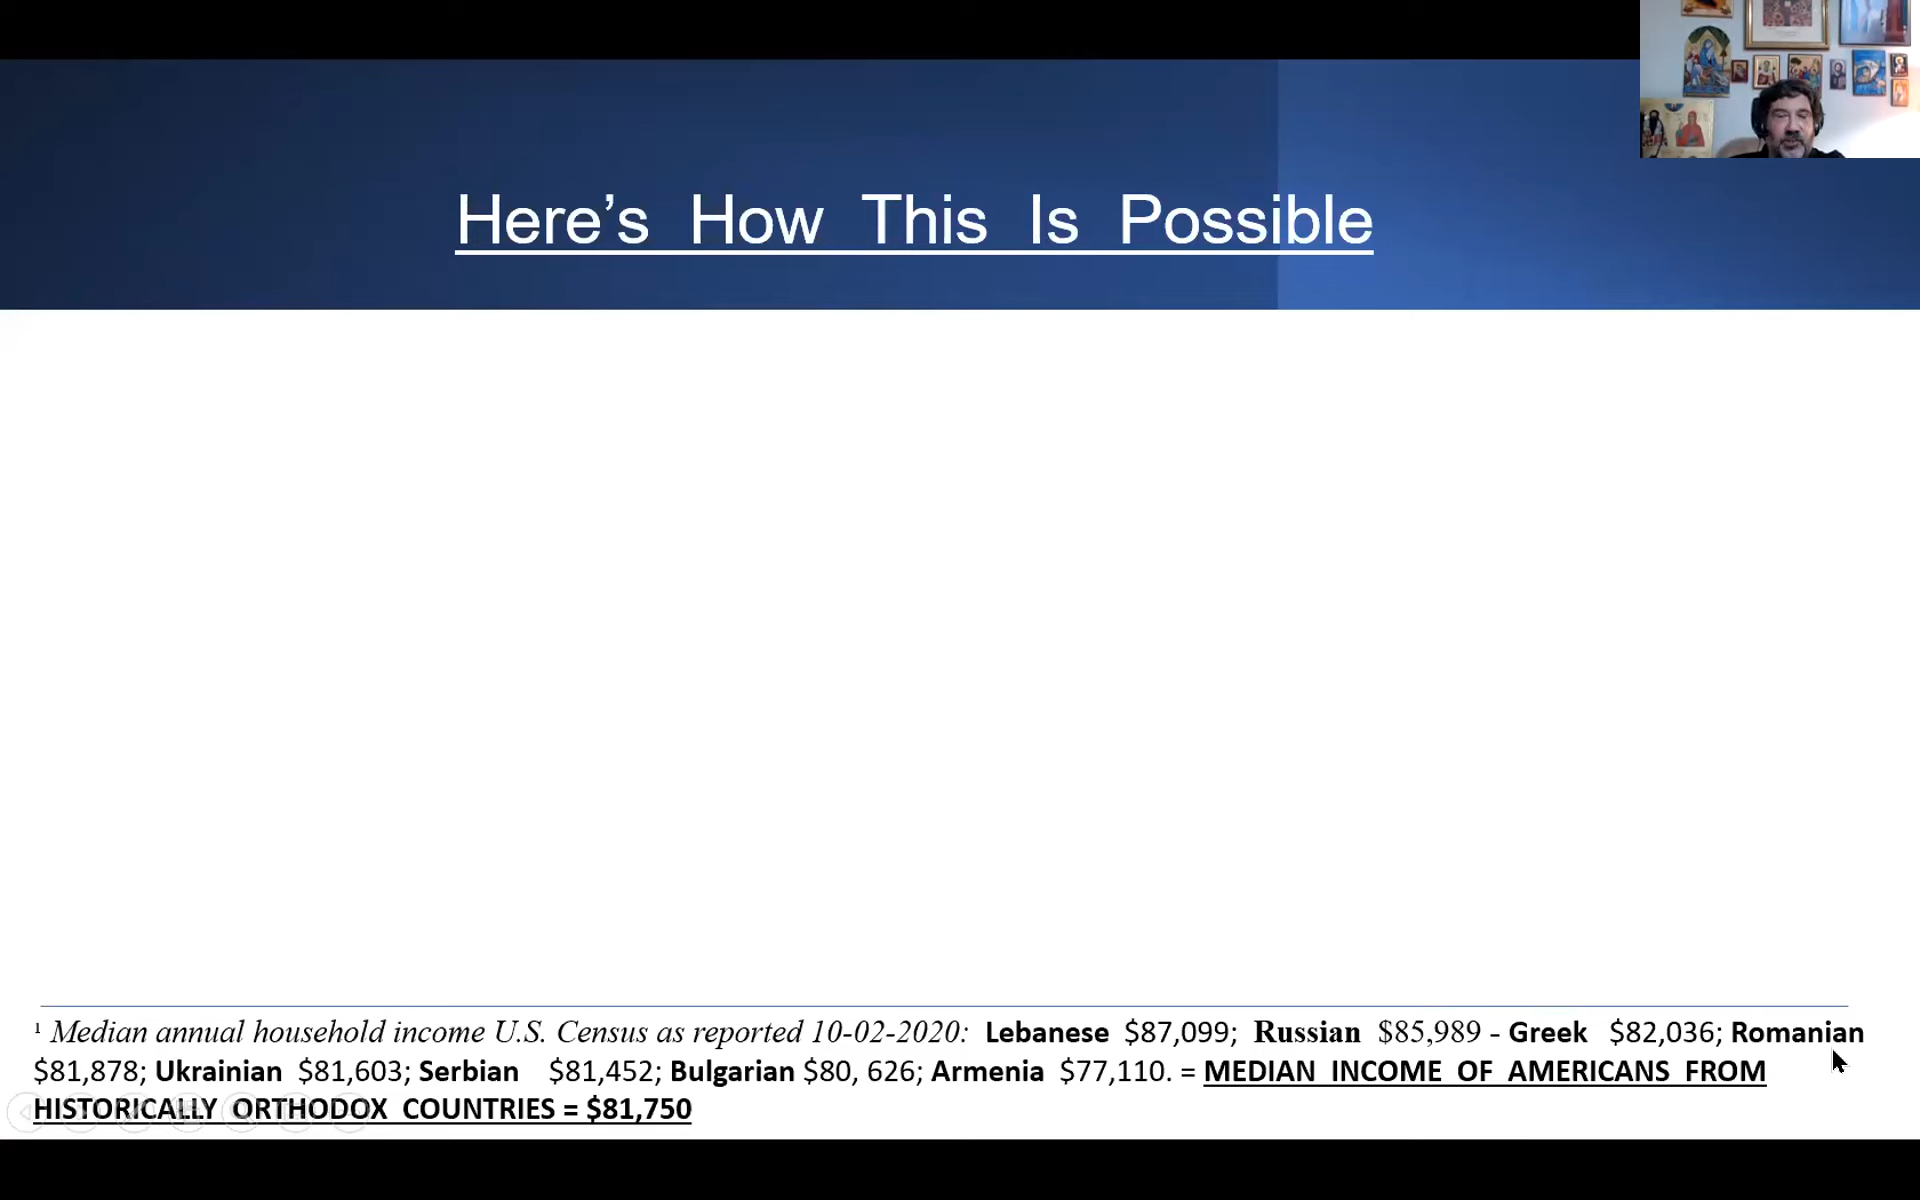 Here’s How This Is Possible
¹ Median annual household income U.S. Census as reported 10-02-2020: Lebanese $87,099; Russian $85,989 - Greek $82,036; Romanian
$81,878; Ukrainian $81,603; Serbian $81,452; Bulgarian $80, 626; Armenia $77,110. = MEDIAN INCOME OF AMERICANS FROM
HISTORICALLY ORTHODOX COUNTRIES = $81,750